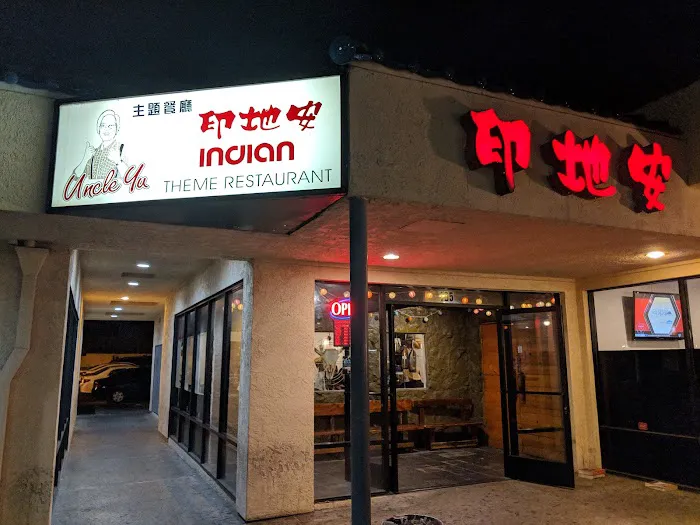 主題餐廳
印地安
INDIAN
Uncle Yu
THEME RESTAURANT
印地安
OPEN